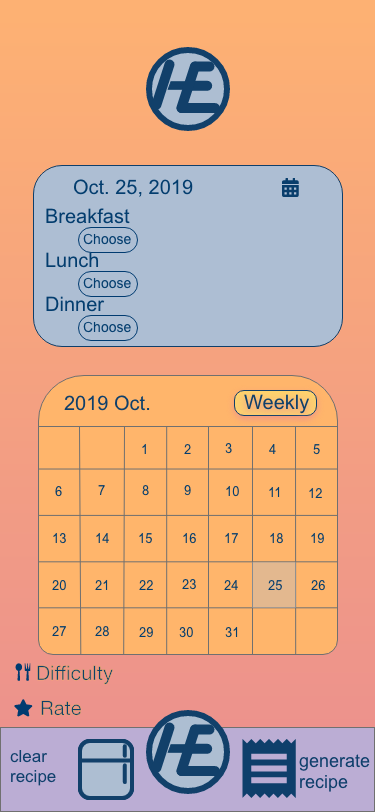 HE
Oct. 25, 2019
Breakfast
Choose
Lunch
Choose
Dinner
Choose
2019 Oct. Weekly
1 2 3 4 5
6 7 8 9 10 11 12
13 14 15 16 17 18 19
20 21 22 23 24 25 26
27 28 29 30 31
Difficulty
Rate
HE
clear
recipe
generate
recipe